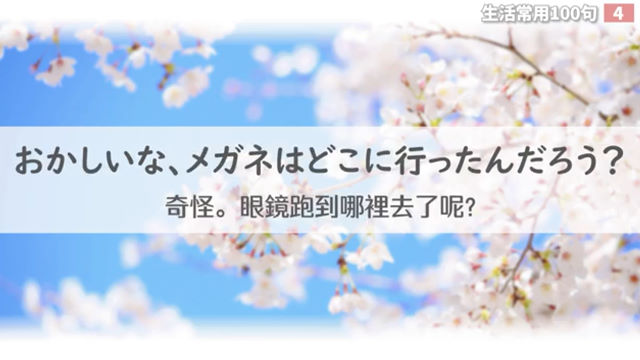 生活常用100句 4
おかしいな、メガネはどこに行ったんだろう？
奇怪。眼鏡跑到哪裡去了呢?